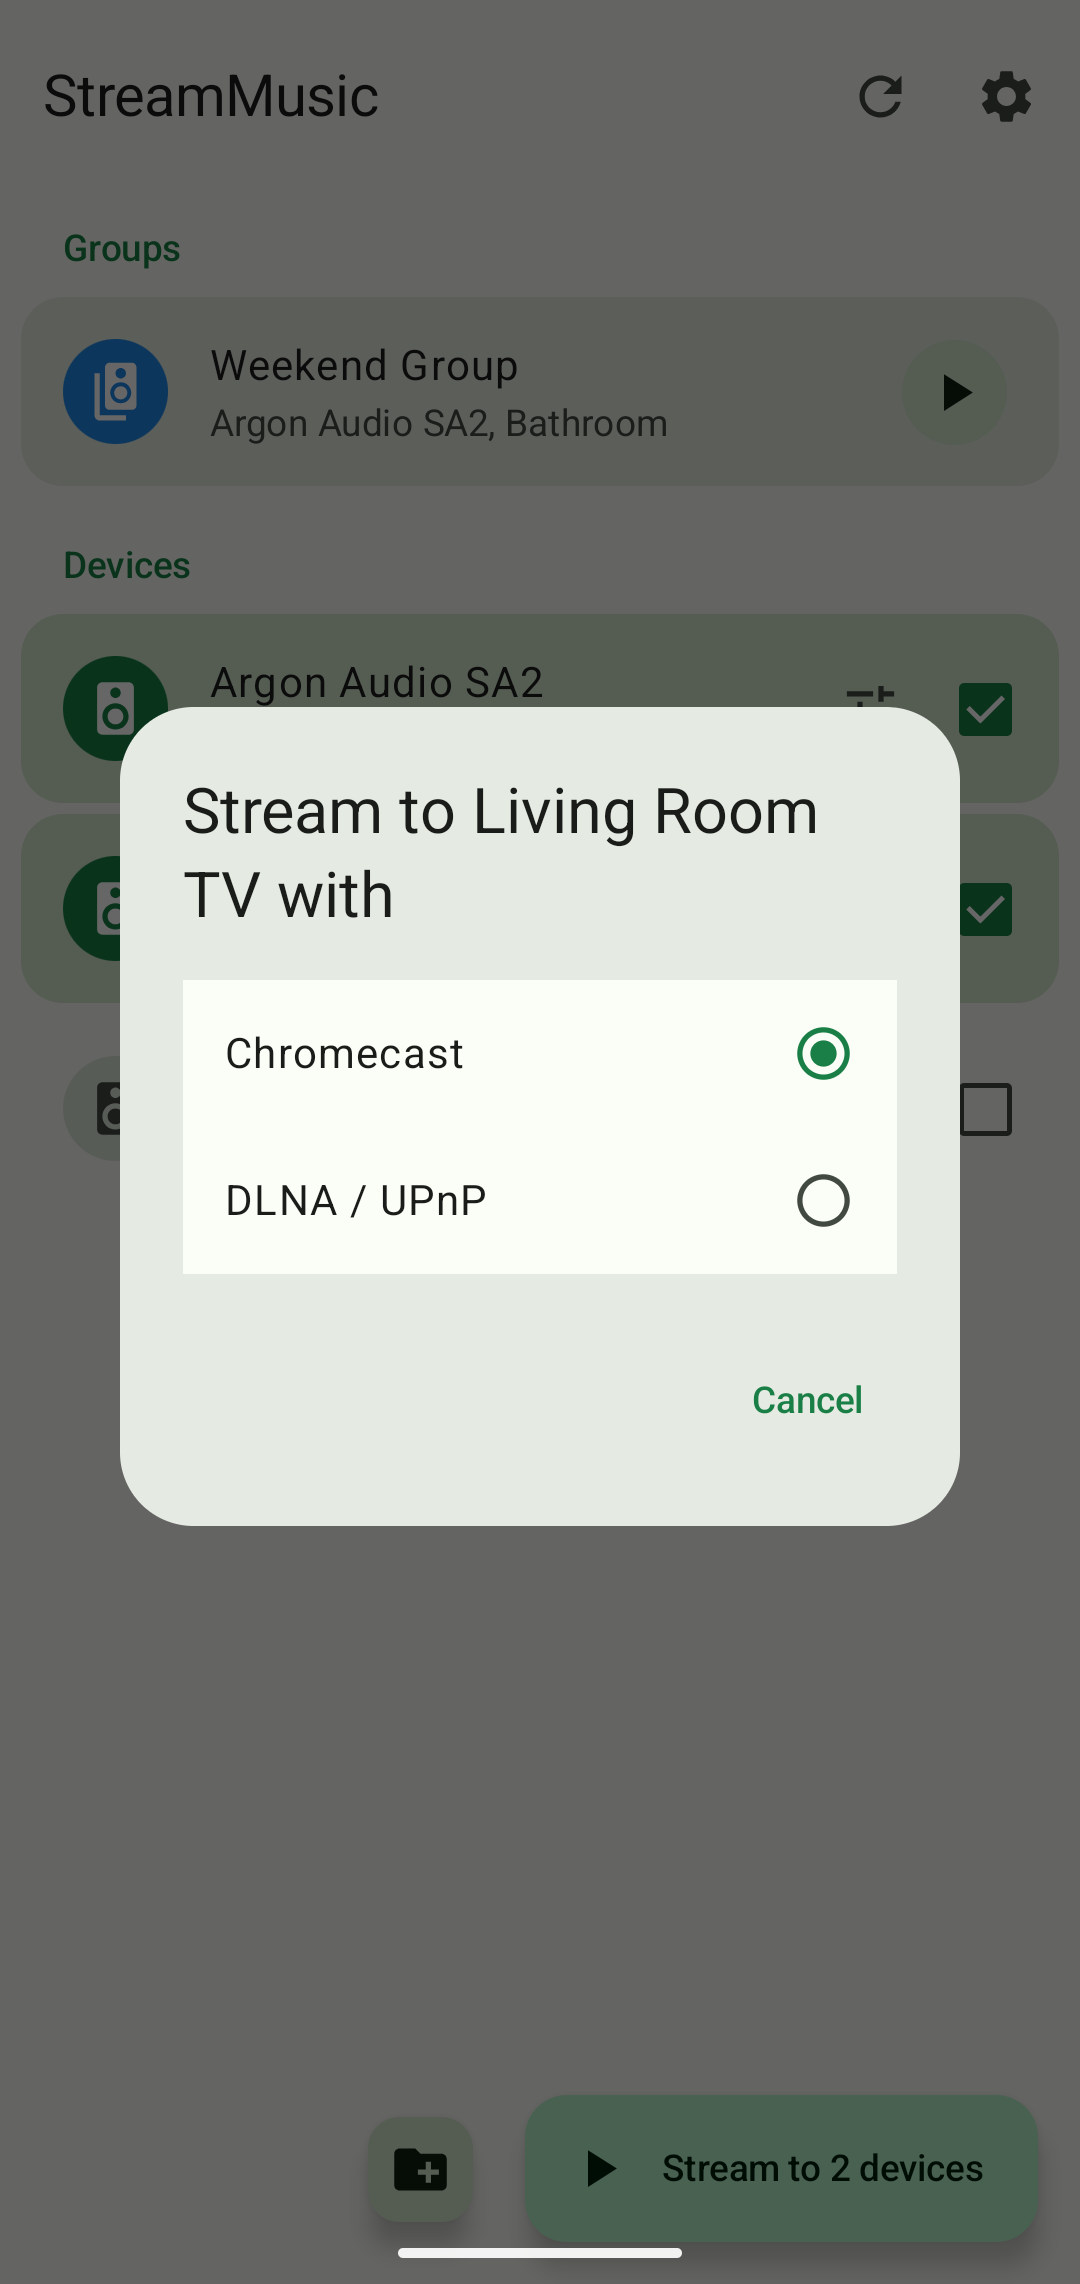 StreamMusic
Groups
Weekend Group
Argon Audio SA2, Bathroom
Devices
Argon Audio SA2
Stream to Living Room
TV with
Chromecast
DLNA / UPnP
Cancel
Stream to 2 devices